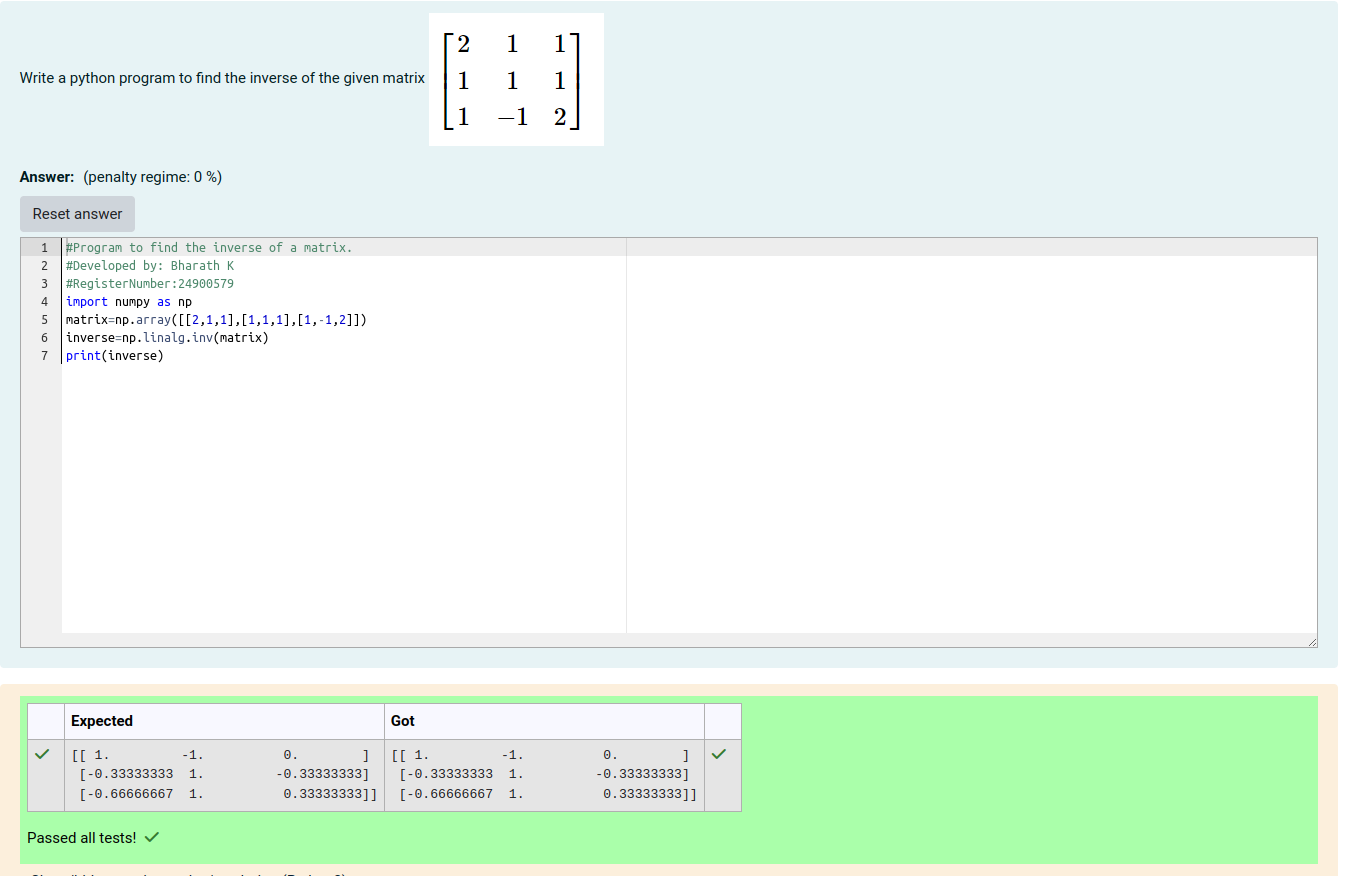 Write a python program to find the inverse of the given matrix
2 1 1
1 1 1
1 −1 2
Answer: (penalty regime: 0 %)
Reset answer
1 #Program to find the inverse of a matrix.
2 #Developed by: Bharath K
3 #RegisterNumber:24900579
4 import numpy as np
5 matrix=np.array([[2,1,1],[1,1,1],[1,-1,2]])
6 inverse=np.linalg.inv(matrix)
7 print(inverse)
Expected Got
[[ 1. -1. 0. ] [[ 1. -1. 0. ]
[-0.33333333 1. -0.33333333] [-0.33333333 1. -0.33333333]
[-0.66666667 1. 0.33333333]] [-0.66666667 1. 0.33333333]]
Passed all tests!